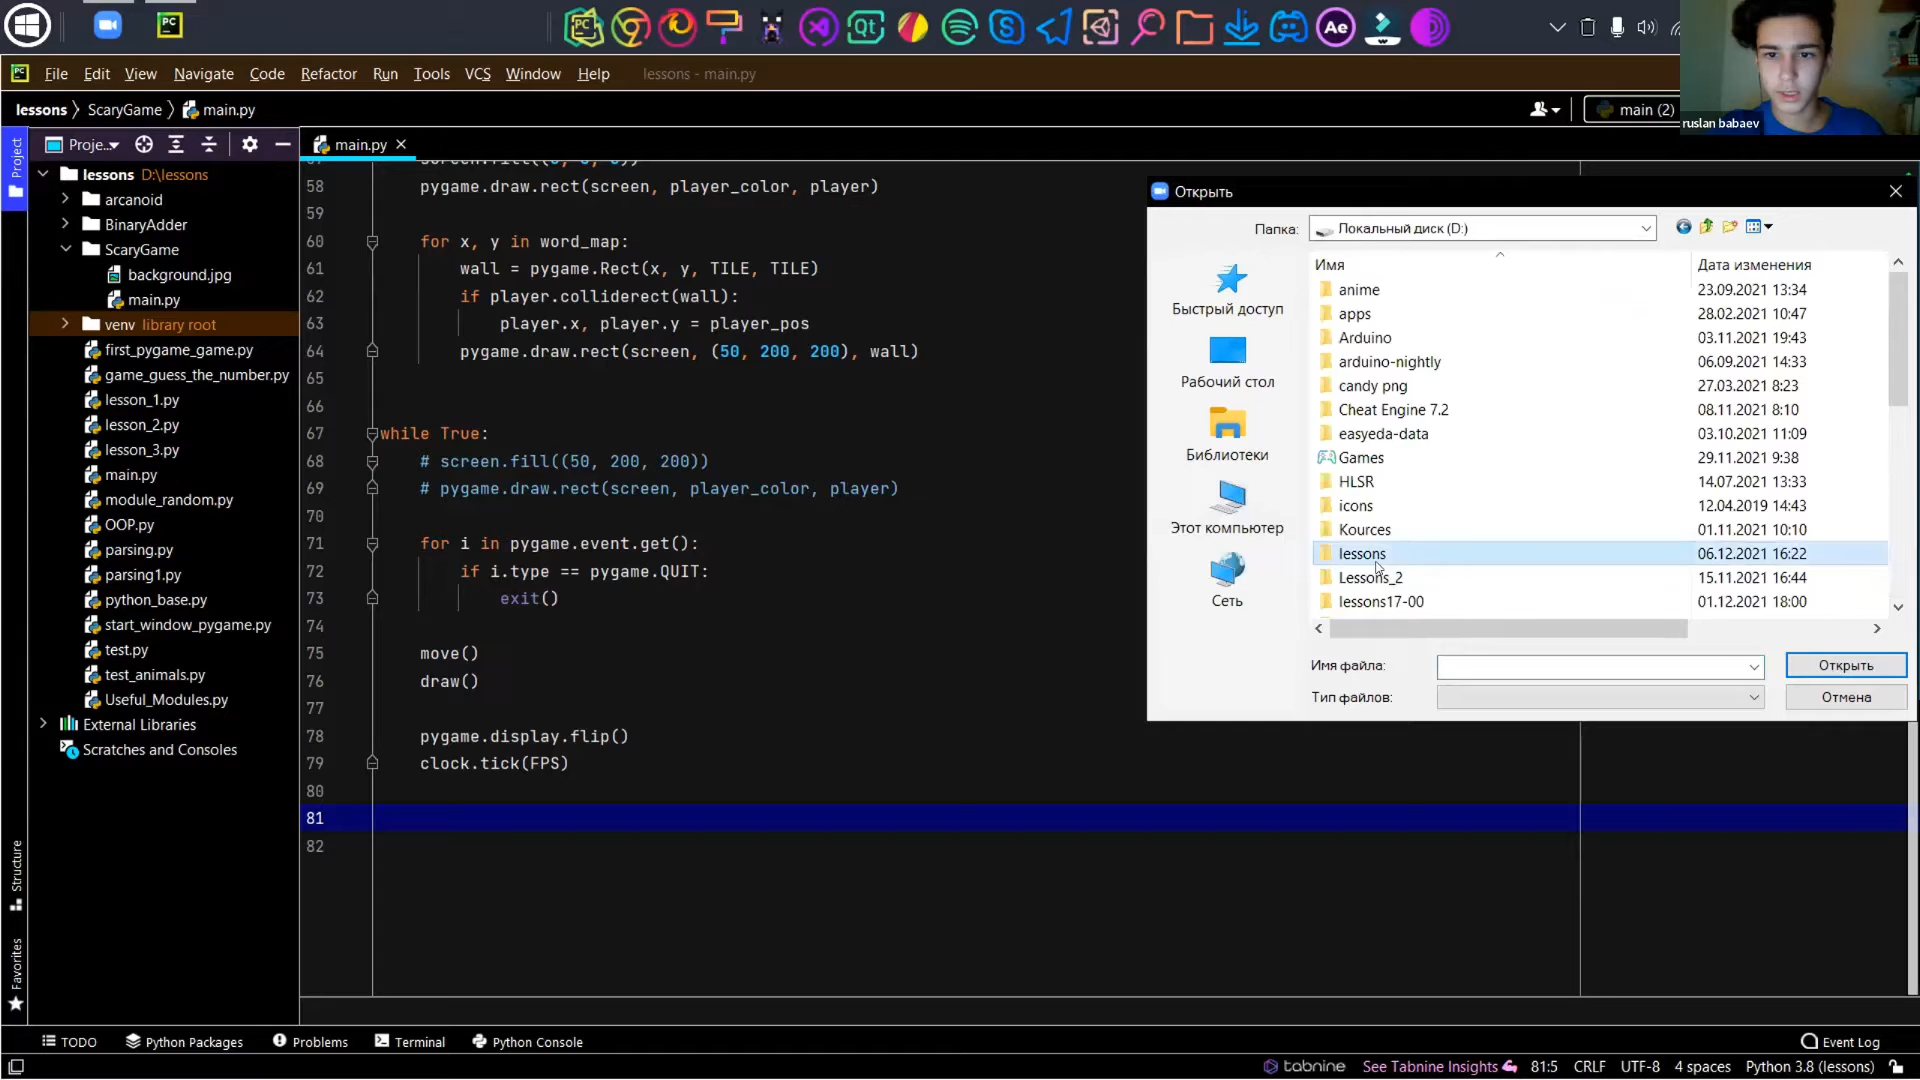 PC
Qt
Ae
PC File Edit View Navigate Code Refactor Run Tools VCS Window Help lessons - main.py
lessons ScaryGame main.py
main (2)
ruslan babaev
Project
Proje...
main.py
lessons D:\lessons
arcanoid
BinaryAdder
ScaryGame
background.jpg
main.py
venv library root
first_pygame_game.py
game_guess_the_number.py
lesson_1.py
lesson_2.py
lesson_3.py
main.py
module_random.py
OOP.py
parsing.py
parsing1.py
python_base.py
start_window_pygame.py
test.py
test_animals.py
Useful_Modules.py
External Libraries
Scratches and Consoles
Structure
Favorites
58 pygame.draw.rect(screen, player_color, player)
59
60 for x, y in word_map:
61 wall = pygame.Rect(x, y, TILE, TILE)
62 if player.colliderect(wall):
63 player.x, player.y = player_pos
64 pygame.draw.rect(screen, (50, 200, 200), wall)
65
66
67 while True:
68 # screen.fill((50, 200, 200))
69 # pygame.draw.rect(screen, player_color, player)
70
71 for i in pygame.event.get():
72 if i.type == pygame.QUIT:
73 exit()
74
75 move()
76 draw()
77
78 pygame.display.flip()
79 clock.tick(FPS)
80
81
82
Открыть
Папка: Локальный диск (D:)
Быстрый доступ
Рабочий стол
Библиотеки
Этот компьютер
Сеть
Имя Дата изменения
anime 23.09.2021 13:34
apps 28.02.2021 10:47
Arduino 03.11.2021 19:43
arduino-nightly 06.09.2021 14:33
candy png 27.03.2021 8:23
Cheat Engine 7.2 08.11.2021 8:10
easyeda-data 03.10.2021 11:09
Games 29.11.2021 9:38
HLSR 14.07.2021 13:33
icons 12.04.2019 14:43
Kources 01.11.2021 10:10
lessons 06.12.2021 16:22
Lessons_2 15.11.2021 16:44
lessons17-00 01.12.2021 18:00
Имя файла: Открыть
Тип файлов: Отмена
TODO Python Packages Problems Terminal Python Console Event Log
tabnine See Tabnine Insights 81:5 CRLF UTF-8 4 spaces Python 3.8 (lessons)